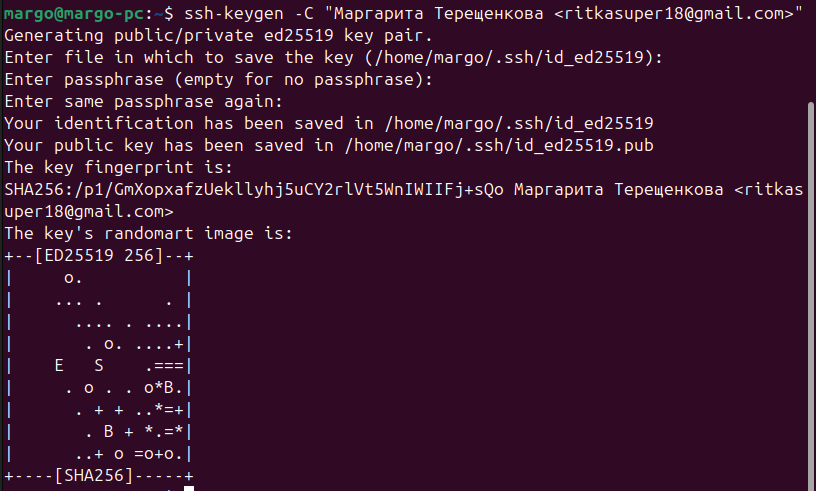 margo@margo-pc:~$ ssh-keygen -C "Маргарита Терещенкова <ritkasuper18@gmail.com>"
Generating public/private ed25519 key pair.
Enter file in which to save the key (/home/margo/.ssh/id_ed25519):
Enter passphrase (empty for no passphrase):
Enter same passphrase again:
Your identification has been saved in /home/margo/.ssh/id_ed25519
Your public key has been saved in /home/margo/.ssh/id_ed25519.pub
The key fingerprint is:
SHA256:/p1/GmXopxafzUekllyhj5uCY2rlVt5WnIWIIFj+sQo Маргарита Терещенкова <ritkas
uper18@gmail.com>
The key's randomart image is:
+--[ED25519 256]--+
|     o.          |
|    ... .      . |
|      .... . ....|
|       . o. ....+|
|    E   S    .===|
|     . o . . o*B.|
|      . + + ..*=+|
|       . B + *.=*|
|      ..+ o =o+o.|
+----[SHA256]-----+